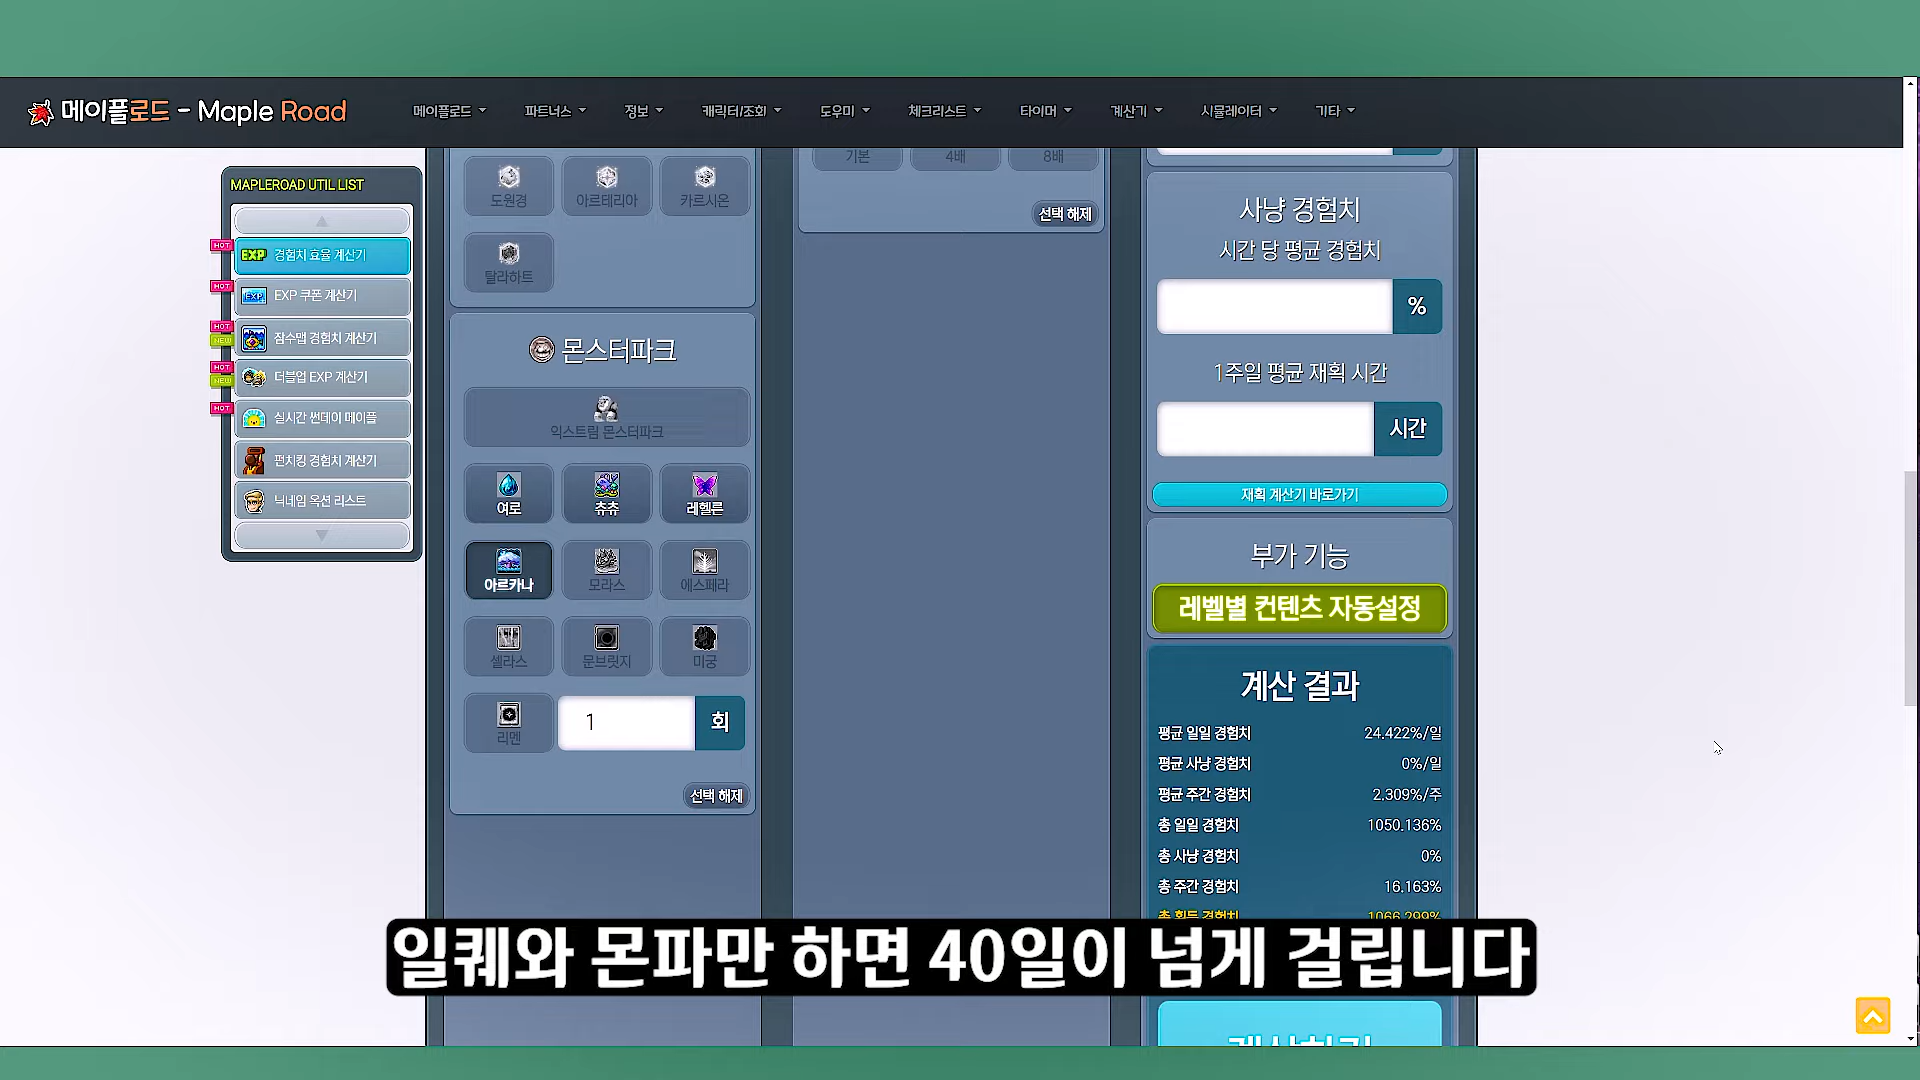 메이플로드 - Maple Road
메이플로드
파트너스
정보
캐릭터/조회
도우미
체크리스트
타이머
계산기
시뮬레이터
기타
MAPLEROAD UTIL LIST
HOT
EXP 경험치 효율 계산기
HOT
EXP EXP 쿠폰 계산기
HOT
NEW
잠수맵 경험치 계산기
HOT
NEW
더블업 EXP 계산기
HOT
실시간 썬데이 메이플
펀치킹 경험치 계산기
닉네임 옥션 리스트
도원경
아르테리아
카르시온
탈라하트
몬스터파크
익스트림 몬스터파크
여로
츄츄
레헬른
아르카나
모라스
에스페라
셀라스
문브릿지
미궁
리멘
1
회
선택 해제
기본
4배
8배
선택 해제
사냥 경험치
시간 당 평균 경험치
%
1주일 평균 재획 시간
시간
재획 계산기 바로가기
부가 기능
레벨별 컨텐츠 자동설정
계산 결과
평균 일일 경험치 24.422%/일
평균 사냥 경험치 0%/일
평균 주간 경험치 2.309%/주
총 일일 경험치 1050.136%
총 사냥 경험치 0%
총 주간 경험치 16.163%
총 획득 경험치 1066.299%
일퀘와 몬파만 하면 40일이 넘게 걸립니다